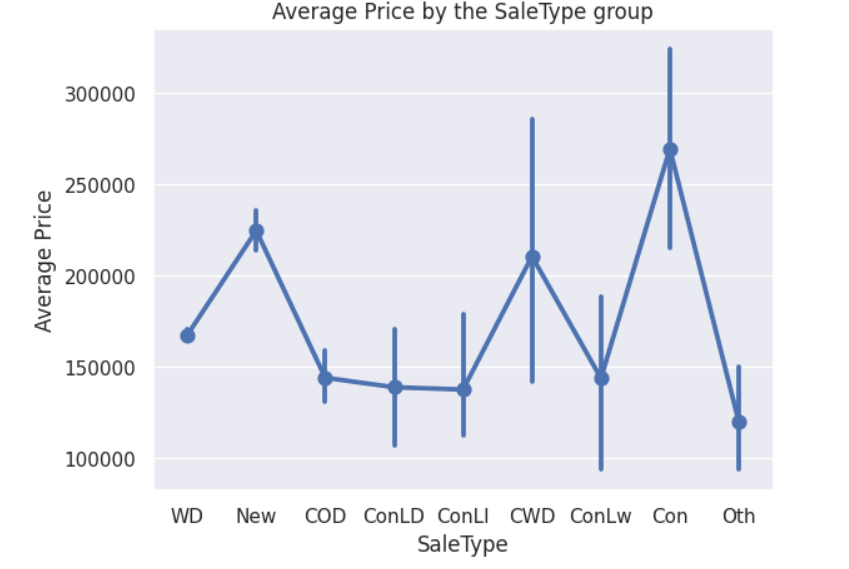 Average Price by the SaleType group
Average Price
300000
250000
200000
150000
100000
WD New COD ConLD ConLI CWD ConLw Con Oth
SaleType